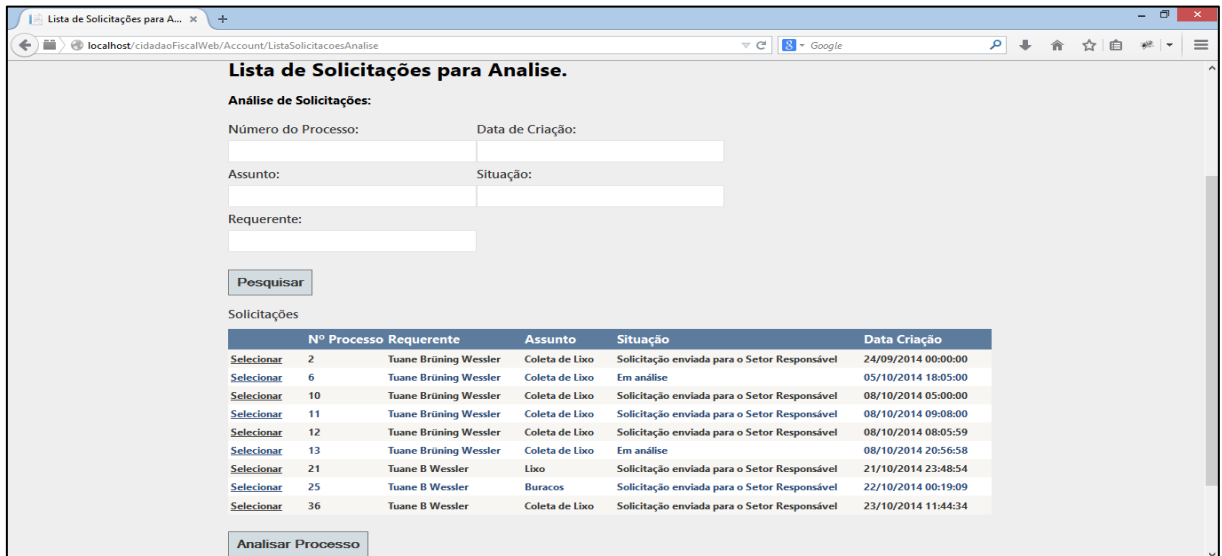 Lista de Solicitações para A... × +
localhost/cidadaoFiscalWeb/Account/ListaSolicitacoesAnalise
Google
Lista de Solicitações para Analise.
Análise de Solicitações:
Número do Processo: Data de Criação:
Assunto: Situação:
Requerente:
Pesquisar
Solicitações
Nº Processo Requerente Assunto Situação Data Criação
Selecionar 2 Tuane Brüning Wessler Coleta de Lixo Solicitação enviada para o Setor Responsável 24/09/2014 00:00:00
Selecionar 6 Tuane Brüning Wessler Coleta de Lixo Em análise 05/10/2014 18:05:00
Selecionar 10 Tuane Brüning Wessler Coleta de Lixo Solicitação enviada para o Setor Responsável 08/10/2014 05:00:00
Selecionar 11 Tuane Brüning Wessler Coleta de Lixo Solicitação enviada para o Setor Responsável 08/10/2014 09:08:00
Selecionar 12 Tuane Brüning Wessler Coleta de Lixo Solicitação enviada para o Setor Responsável 08/10/2014 08:05:59
Selecionar 13 Tuane Brüning Wessler Coleta de Lixo Em análise 08/10/2014 20:56:58
Selecionar 21 Tuane B Wessler Lixo Solicitação enviada para o Setor Responsável 21/10/2014 23:48:54
Selecionar 25 Tuane B Wessler Buracos Solicitação enviada para o Setor Responsável 22/10/2014 00:19:09
Selecionar 36 Tuane B Wessler Coleta de Lixo Solicitação enviada para o Setor Responsável 23/10/2014 11:44:34
Analisar Processo